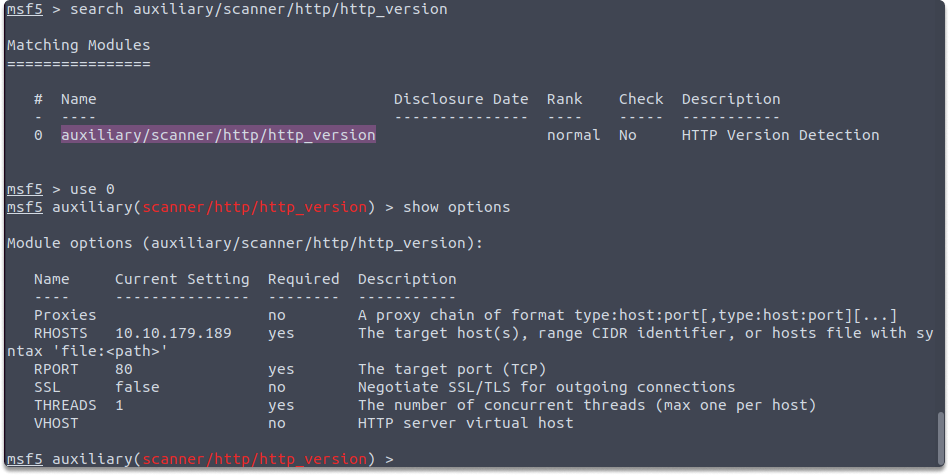 msf5 > search auxiliary/scanner/http/http_version
Matching Modules
================
#  Name                                 Disclosure Date  Rank    Check  Description
-  ----                                 ---------------  ----    -----  -----------
0  auxiliary/scanner/http/http_version                   normal  No     HTTP Version Detection
msf5 > use 0
msf5 auxiliary(scanner/http/http_version) > show options
Module options (auxiliary/scanner/http/http_version):
Name     Current Setting  Required  Description
----     ---------------  --------  -----------
Proxies                   no        A proxy chain of format type:host:port[,type:host:port][...]
RHOSTS   10.10.179.189    yes       The target host(s), range CIDR identifier, or hosts file with sy
ntax 'file:<path>'
RPORT    80               yes       The target port (TCP)
SSL      false            no        Negotiate SSL/TLS for outgoing connections
THREADS  1                yes       The number of concurrent threads (max one per host)
VHOST                     no        HTTP server virtual host
msf5 auxiliary(scanner/http/http_version) >